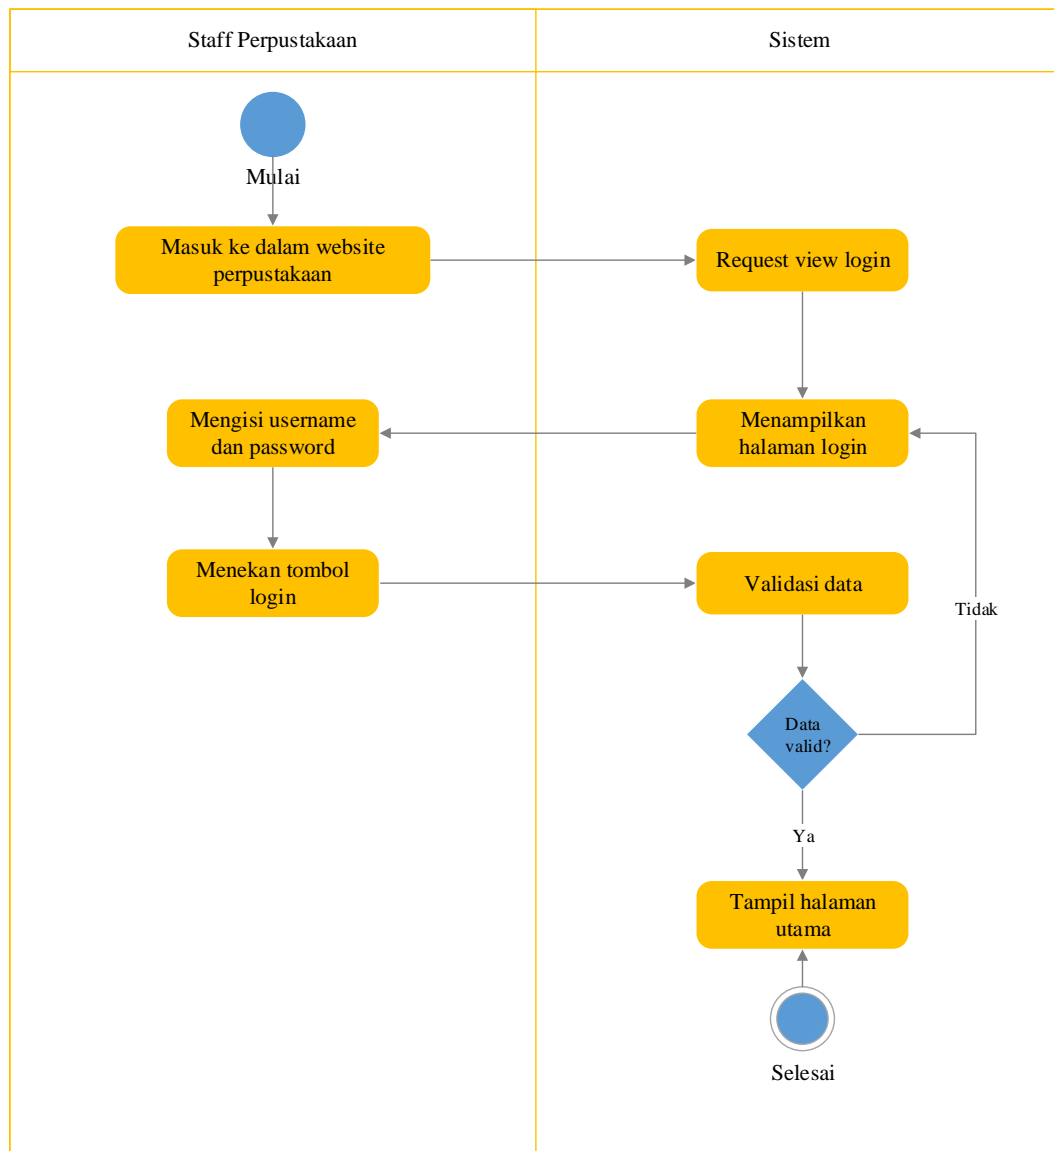 Staff Perpustakaan
Sistem
Mulai
Masuk ke dalam website
perpustakaan
Request view login
Mengisi username
dan password
Menampilkan
halaman login
Menekan tombol
login
Validasi data
Tidak
Data
valid?
Ya
Tampil halaman
utama
Selesai